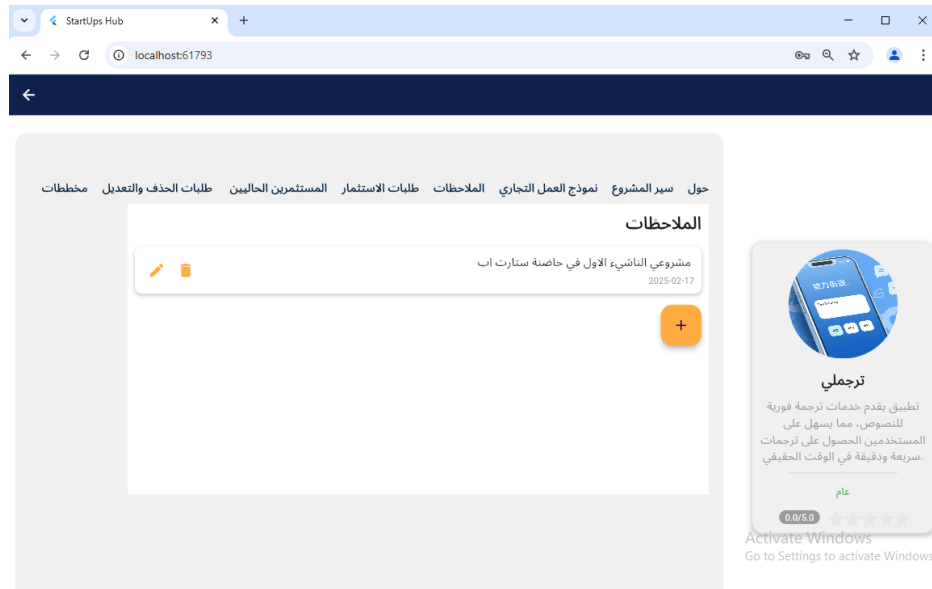 StartUps Hub
localhost:61793
حول سير المشروع نموذج العمل التجاري الملاحظات طلبات الاستثمار المستثمرين الحاليين طلبات الحذف والتعديل مخططات
الملاحظات
مشروعي الناشيء الاول في حاضنة ستارت اب
2025-02-17
+
ترجملي
تطبيق يقدم خدمات ترجمة فورية
للنصوص، مما يسهل على
المستخدمين الحصول على ترجمات
.سريعة ودقيقة في الوقت الحقيقي
عام
0.0/5.0
Activate Windows
Go to Settings to activate Windows